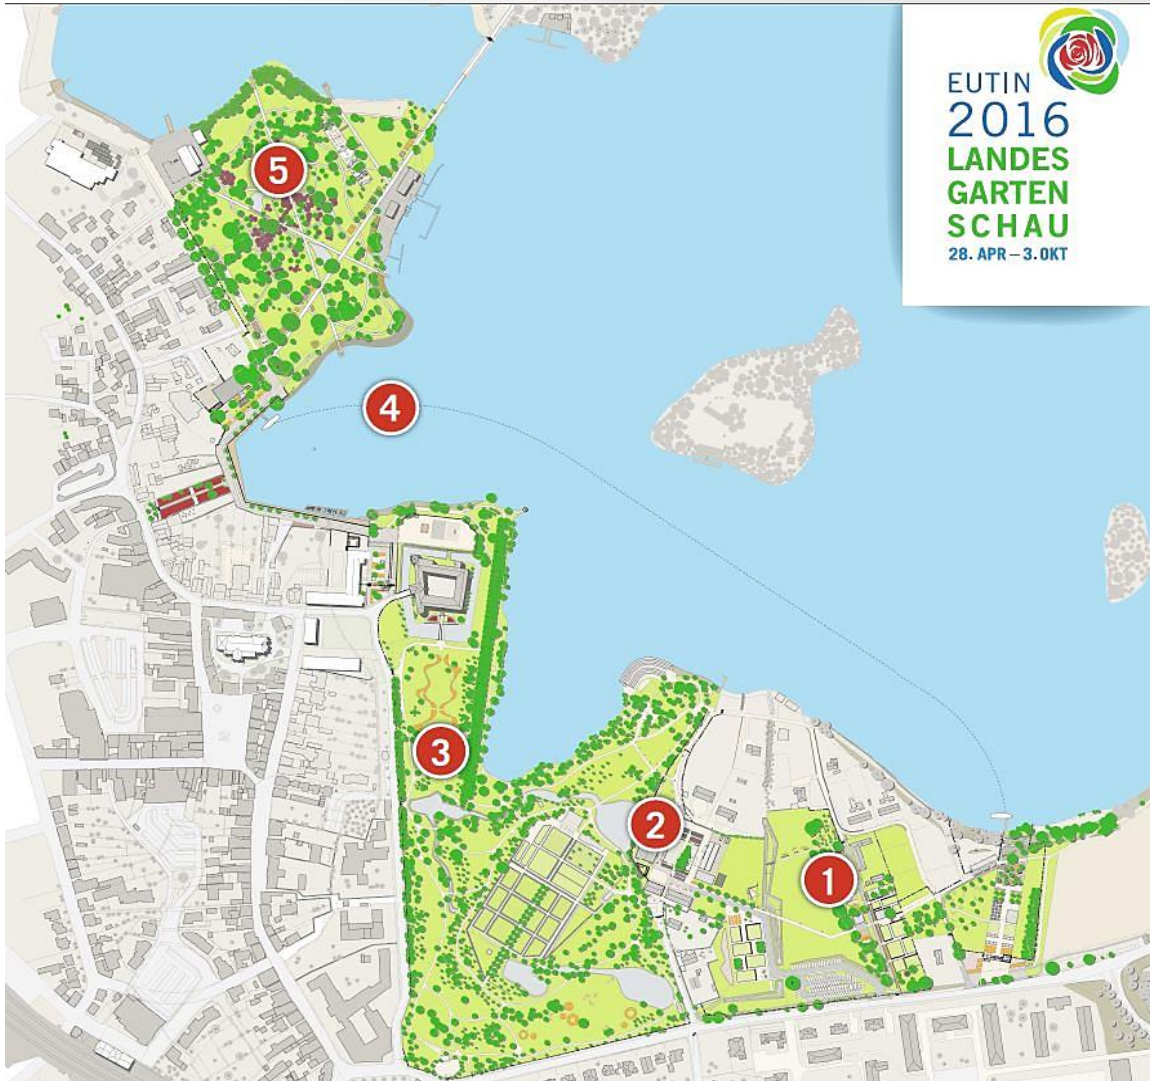 EUTIN
2016
LANDES
GARTEN
SCHAU
28. APR – 3. OKT
5
4
3
2
1